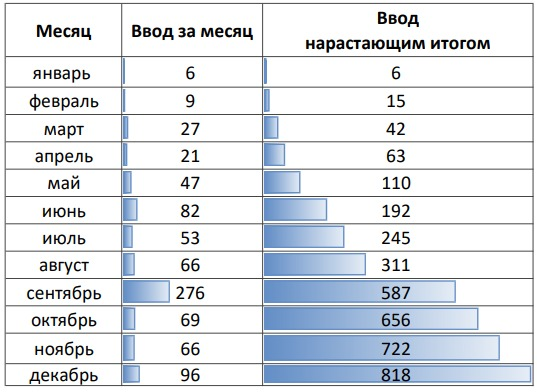 Месяц Ввод за месяц Ввод
нарастающим итогом
январь 6 6
февраль 9 15
март 27 42
апрель 21 63
май 47 110
июнь 82 192
июль 53 245
август 66 311
сентябрь 276 587
октябрь 69 656
ноябрь 66 722
декабрь 96 818